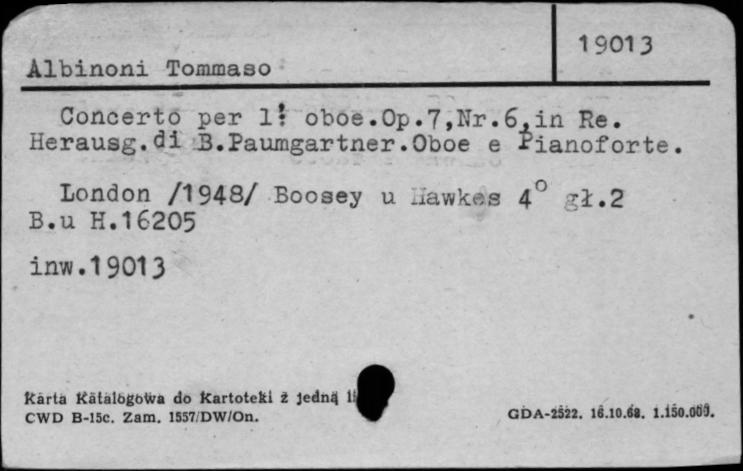 19013
Albinoni Tommaso
Concerto per l' oboe.Op.7,Nr.6,in Re.
Herausg.di B.Paumgartner.Oboe e Pianoforte.
London /1948/ Boosey u Hawkes 4° gł.2
B.u H.16205
inw.19013
Karta Katalogowa do Kartoteki z jedną
CWD B-15c. Zam. 1557/DW/On.
GDA-2522. 16.10.68. 1.150.000.